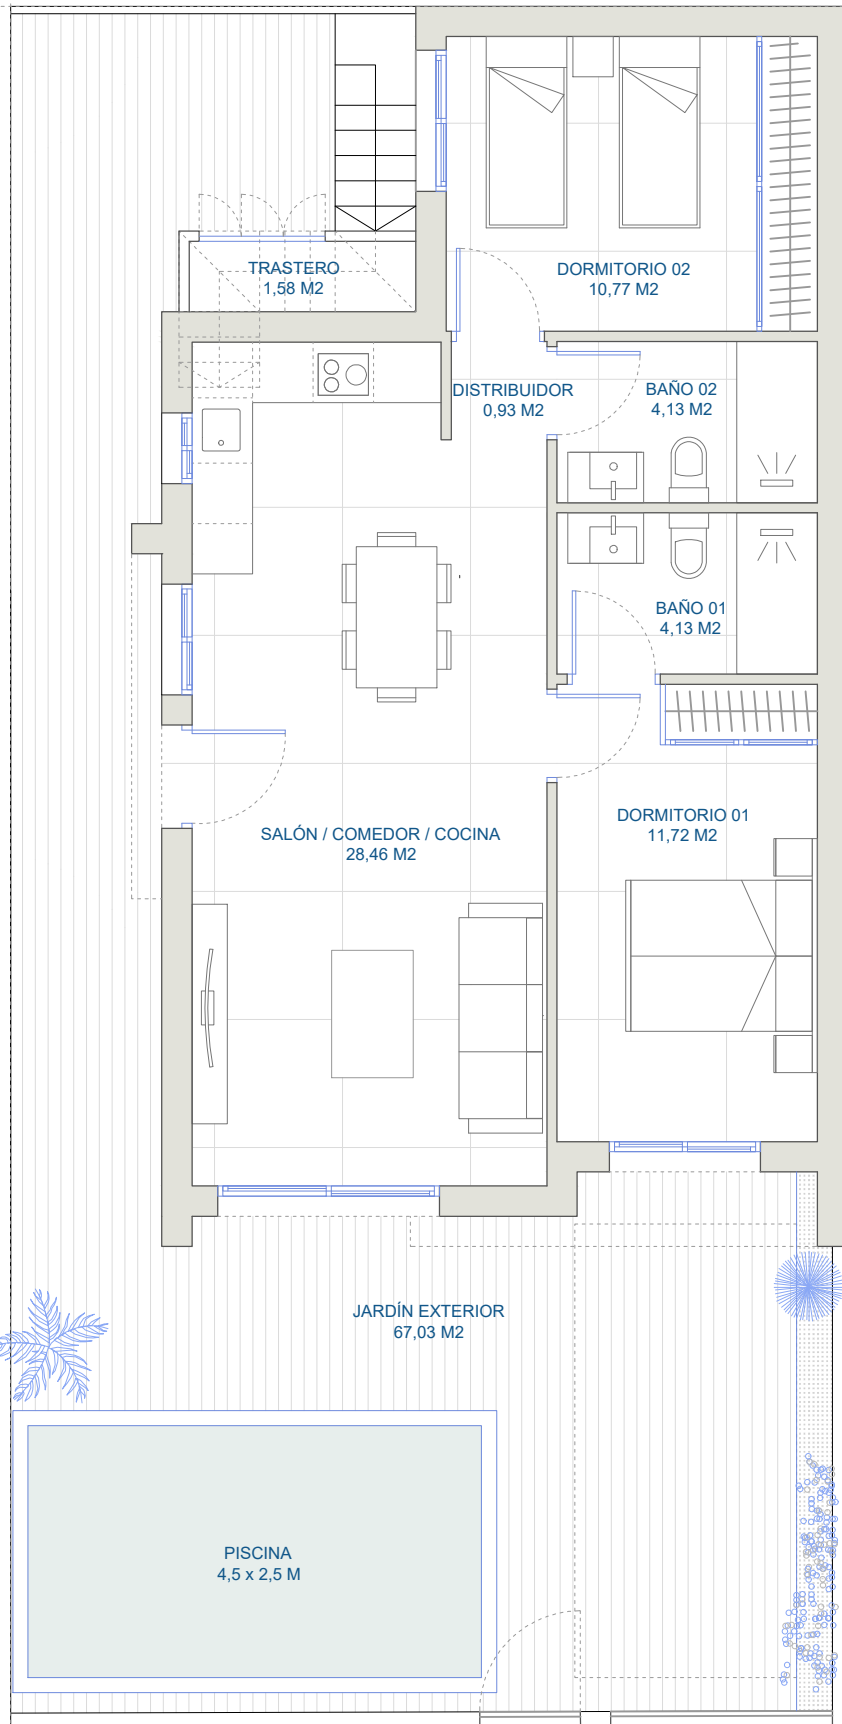 TRASTERO
1,58 M2
DORMITORIO 02
10,77 M2
DISTRIBUIDOR
0,93 M2
BAÑO 02
4,13 M2
BAÑO 01
4,13 M2
SALÓN / COMEDOR / COCINA
28,46 M2
DORMITORIO 01
11,72 M2
JARDÍN EXTERIOR
67,03 M2
PISCINA
4,5 x 2,5 M